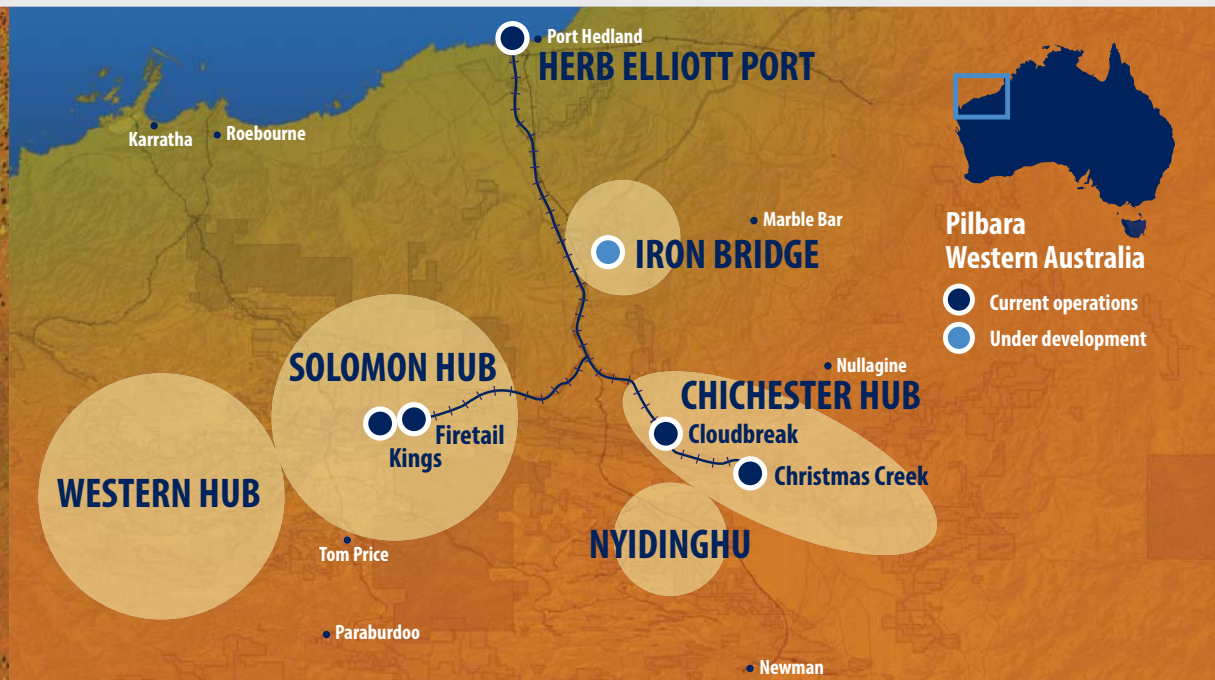 Port Hedland
HERB ELLIOTT PORT
Karratha
Roebourne
Marble Bar
IRON BRIDGE
Pilbara
Western Australia
Current operations
Under development
SOLOMON HUB
Nullagine
CHICHESTER HUB
Firetail
Cloudbreak
Kings
Christmas Creek
WESTERN HUB
NYIDINGHU
Tom Price
Paraburdoo
Newman